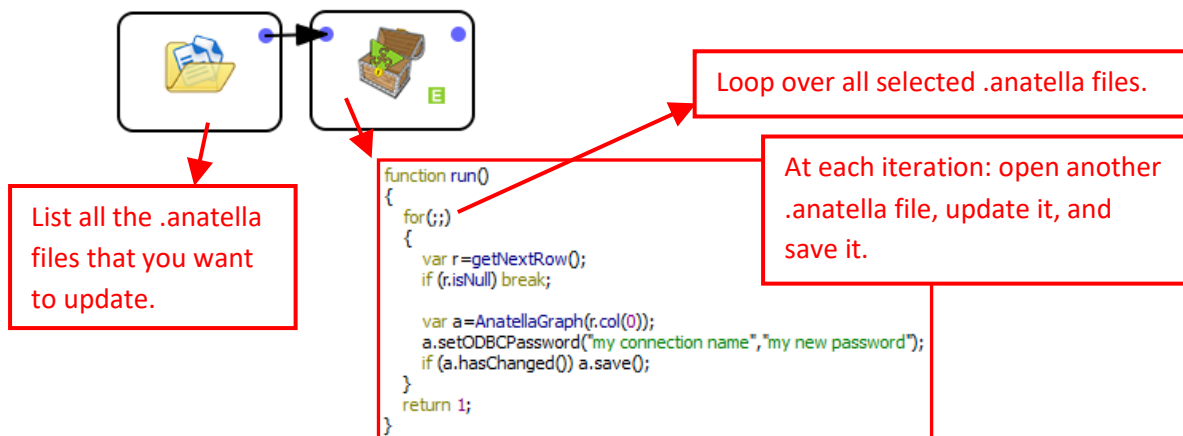 Loop over all selected .anatella files.
At each iteration: open another
.anatella file, update it, and
save it.
List all the .anatella
files that you want
to update.
function run()
{
for(;;)
{
var r=getNextRow();
if (r.isNull) break;
var a=AnatellaGraph(r.col(0));
a.setODBCPassword("my connection name","my new password");
if (a.hasChanged()) a.save();
}
return 1;
}
E